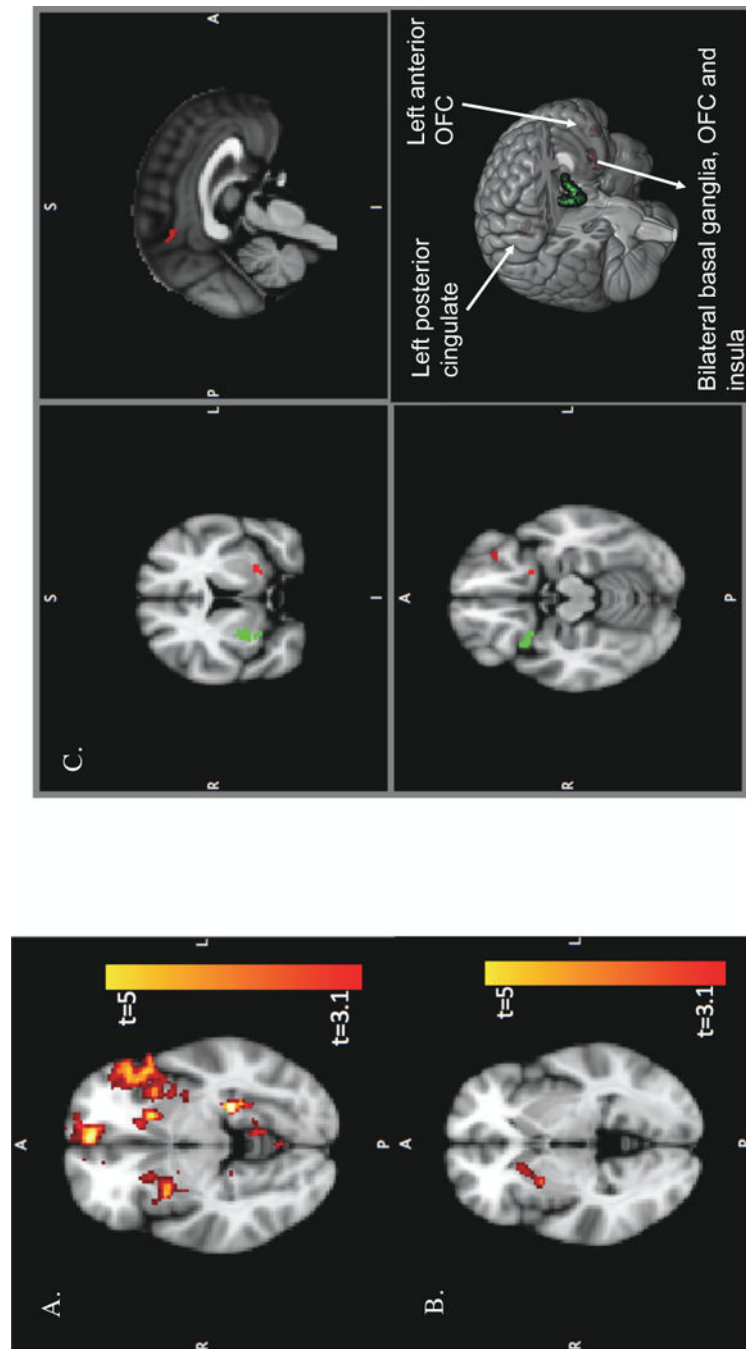 A.
A
R
L
P
t=5
t=3.1
B.
A
R
L
P
t=5
t=3.1
C.
S
R
L
I
S
P
A
I
A
R
L
P
Left posterior
cingulate
Left anterior
OFC
Bilateral basal ganglia, OFC and
insula